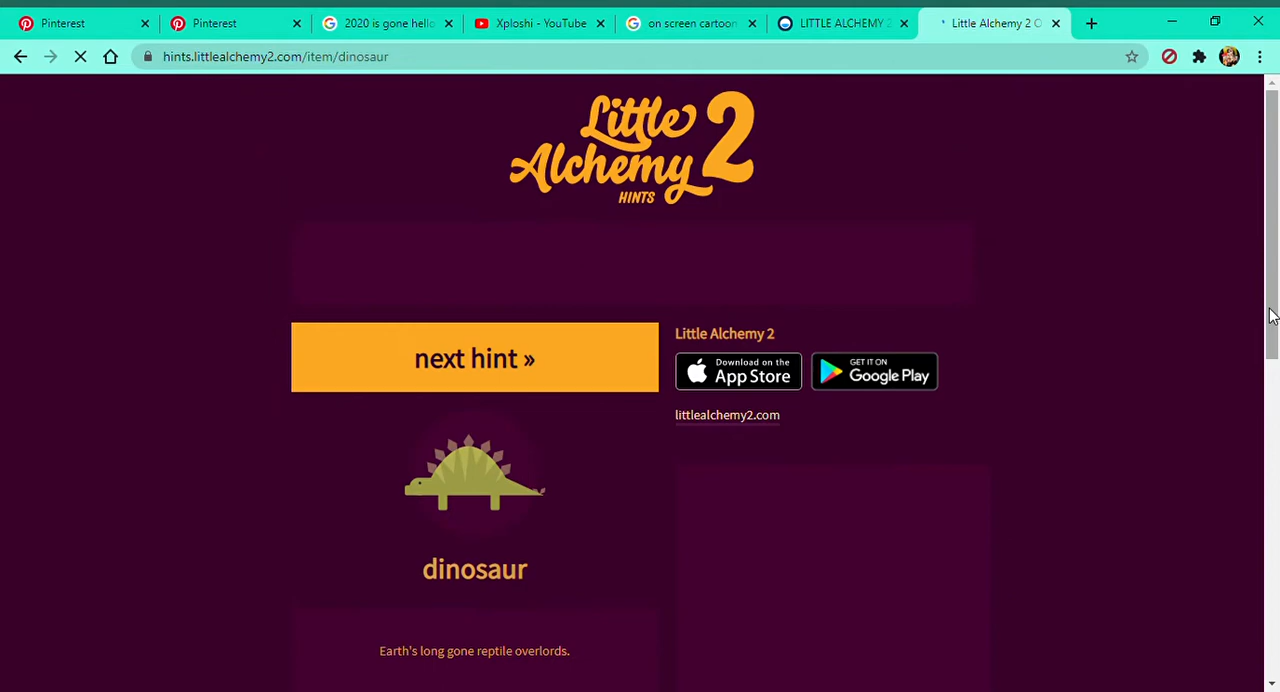 Pinterest
Pinterest
2020 is gone hello
Xploshi - YouTube
on screen cartoon
LITTLE ALCHEMY 2
Little Alchemy 2 O
hints.littlealchemy2.com/item/dinosaur
Little
Alchemy 2
HINTS
next hint »
Little Alchemy 2
Download on the
App Store
GET IT ON
Google Play
littlealchemy2.com
dinosaur
Earth's long gone reptile overlords.